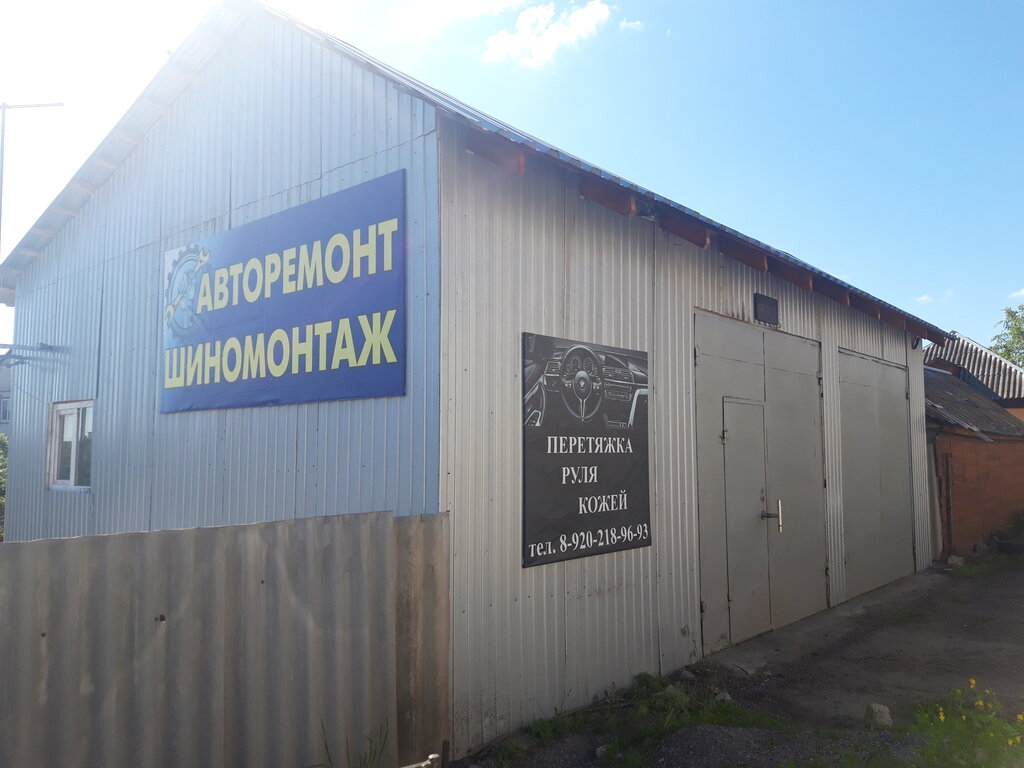 АВТОРЕМОНТ
ШИНОМОНТАЖ
ПЕРЕТЯЖКА
РУЛЯ
КОЖЕЙ
тел. 8-920-218-96-93